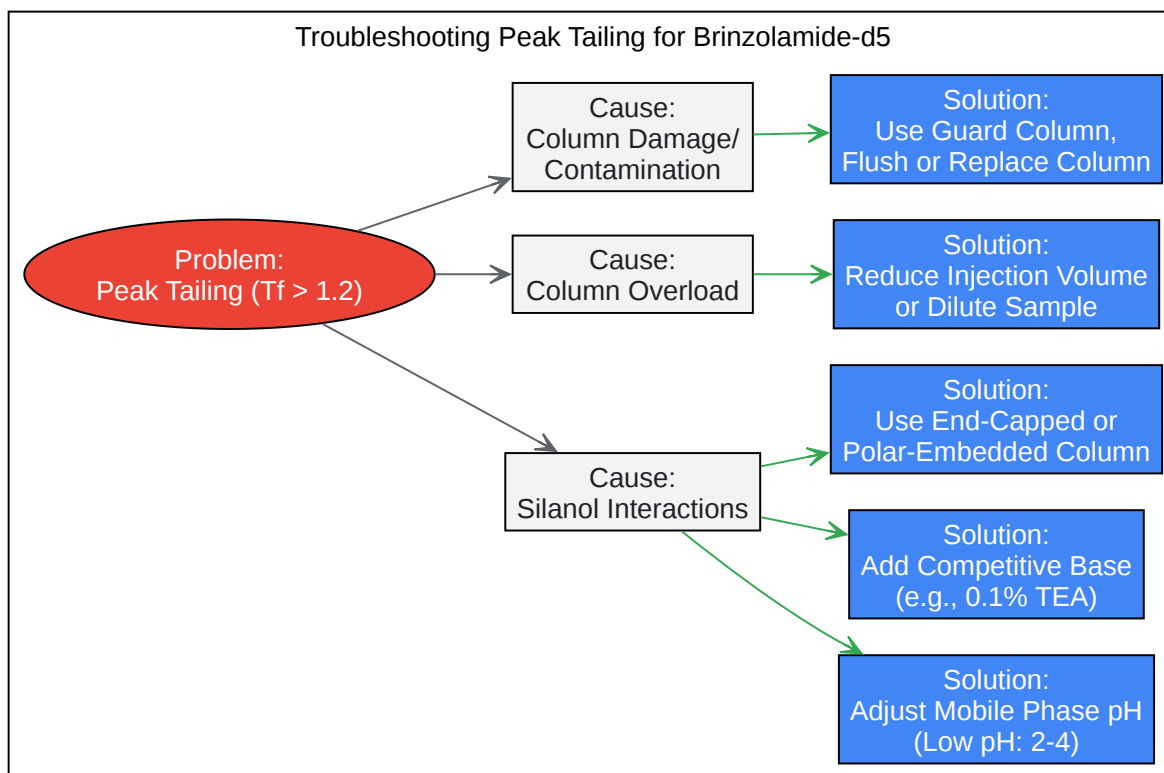 Troubleshooting Peak Tailing for Brinzolamide-d5
Problem:
Peak Tailing (Tf > 1.2)
Cause:
Column Damage/
Contamination
Solution:
Use Guard Column,
Flush or Replace Column
Cause:
Column Overload
Solution:
Reduce Injection Volume
or Dilute Sample
Cause:
Silanol Interactions
Solution:
Use End-Capped or
Polar-Embedded Column
Solution:
Add Competitive Base
(e.g., 0.1% TEA)
Solution:
Adjust Mobile Phase pH
(Low pH: 2-4)